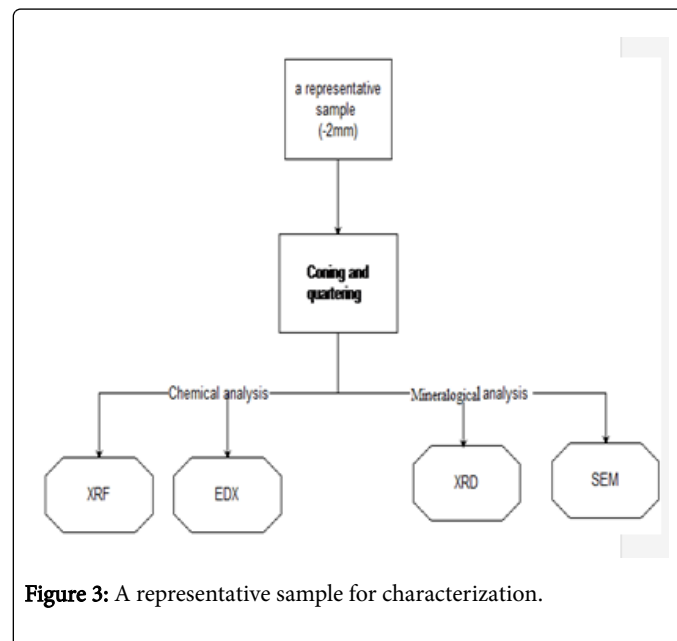 a representative
sample
(-2mm)
Coning and
quartering
Chemical analysis
Mineralogical analysis
XRF
EDX
XRD
SEM
Figure 3: A representative sample for characterization.